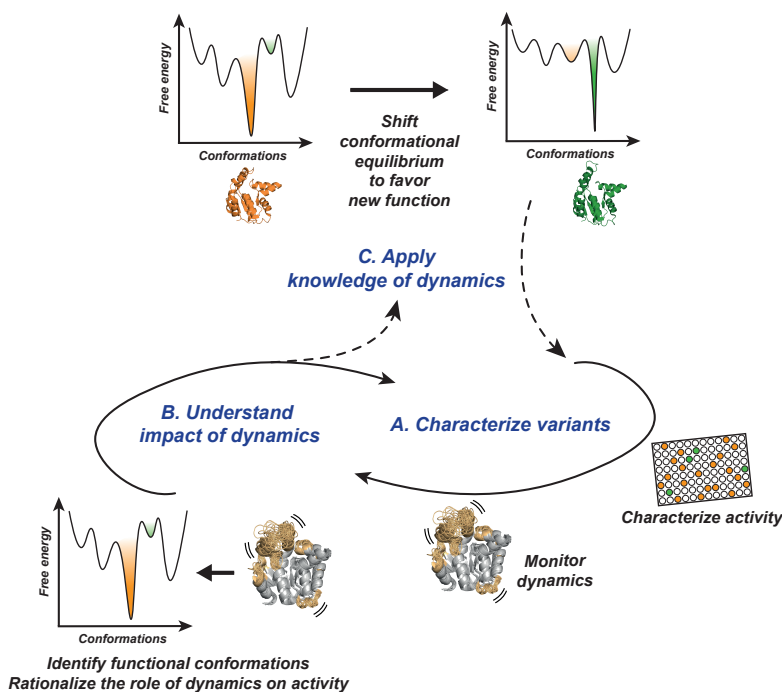 Free energy
Conformations
Shift
conformational
equilibrium
to favor
new function
Free energy
Conformations
C. Apply
knowledge of dynamics
B. Understand
impact of dynamics
A. Characterize variants
Characterize activity
Monitor
dynamics
Free energy
Conformations
Identify functional conformations
Rationalize the role of dynamics on activity